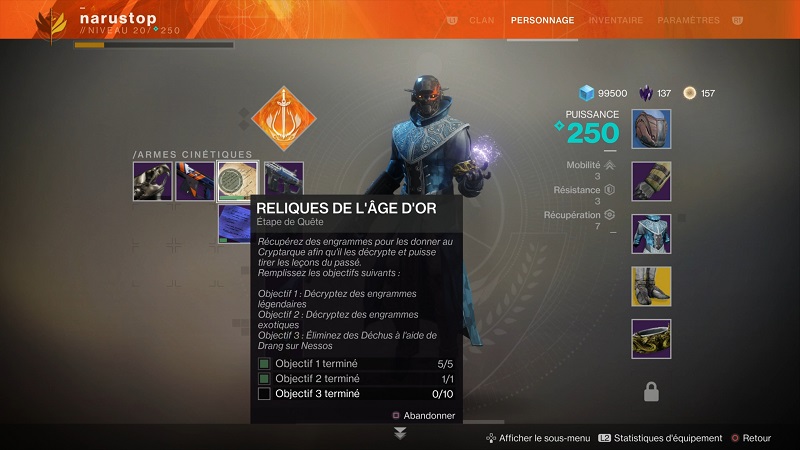 narustop
//NIVEAU 20/ 250
CLAN
PERSONNAGE
INVENTAIRE
PARAMÈTRES
99500
137
157
PUISSANCE
250
Mobilité
3
Résistance
3
Récupération
7
/ARMES CINÉTIQUES
RELIQUES DE L'ÂGE D'OR
Étape de Quête
Récupérez des engrammes pour les donner au
Cryptarque afin qu'il les décrypte et puisse
tirer les leçons du passé.
Remplissez les objectifs suivants :
Objectif 1 : Décryptez des engrammes
légendaires
Objectif 2 : Décryptez des engrammes
exotiques
Objectif 3 : Éliminez des Déchus à l'aide de
Drang sur Nessos
Objectif 1 terminé 5/5
Objectif 2 terminé 1/1
Objectif 3 terminé 0/10
Abandonner
Afficher le sous-menu
L2 Statistiques d'équipement
Retour